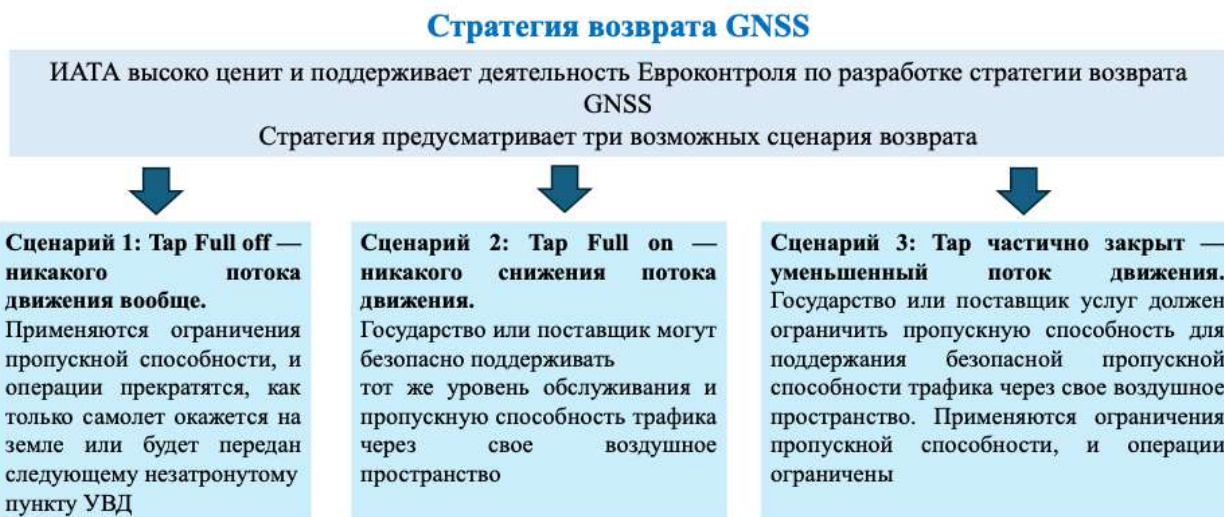 Стратегия возврата GNSS
ИАТА высоко ценит и поддерживает деятельность Евроконтроля по разработке стратегии возврата
GNSS
Стратегия предусматривает три возможных сценария возврата
Сценарий 1: Tap Full off —
никакого потока
движения вообще.
Применяются ограничения
пропускной способности, и
операции прекратятся, как
только самолет окажется на
земле или будет передан
следующему незатронутому
пункту УВД
Сценарий 2: Tap Full on —
никакого снижения потока
движения.
Государство или поставщик могут
безопасно поддерживать
тот же уровень обслуживания и
пропускную способность трафика
через свое воздушное
пространство
Сценарий 3: Tap частично закрыт —
уменьшенный поток движения.
Государство или поставщик услуг должен
ограничить пропускную способность для
поддержания безопасной пропускной
способности трафика через свое воздушное
пространство. Применяются ограничения
пропускной способности, и операции
ограничены